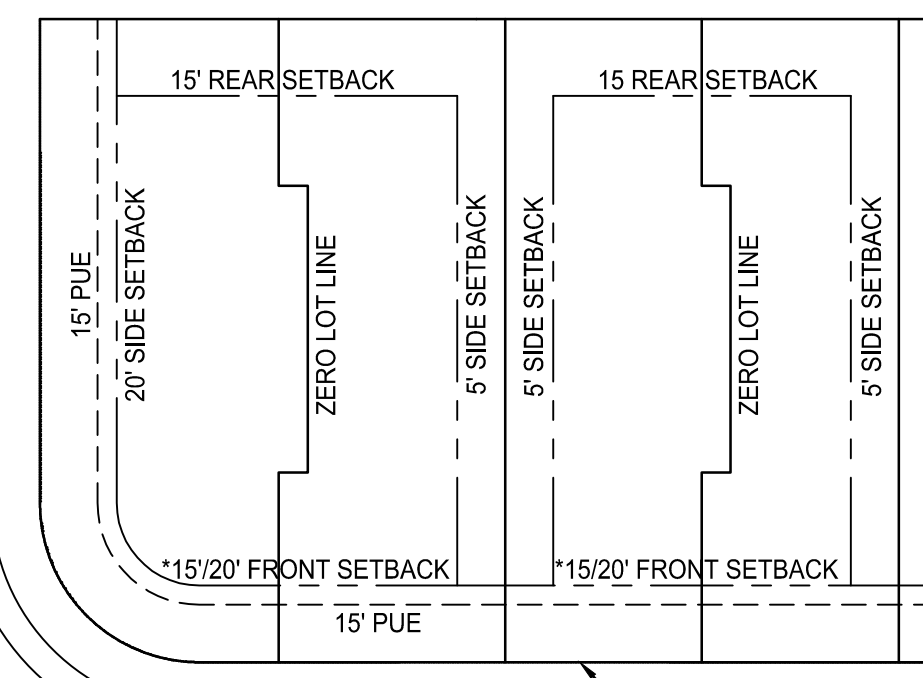 15' REAR SETBACK
15 REAR SETBACK
15' PUE
20' SIDE SETBACK
ZERO LOT LINE
5' SIDE SETBACK
5' SIDE SETBACK
ZERO LOT LINE
5' SIDE SETBACK
*15'/20' FRONT SETBACK
*15/20' FRONT SETBACK
15' PUE